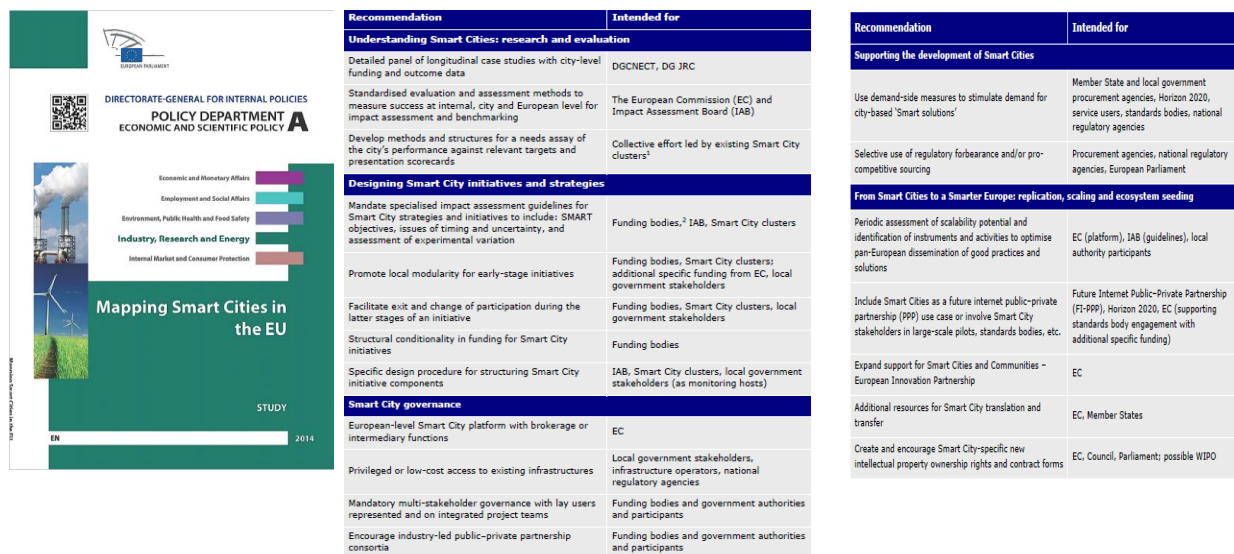 EUROPEAN PARLIAMENT
DIRECTORATE-GENERAL FOR INTERNAL POLICIES
POLICY DEPARTMENT A
ECONOMIC AND SCIENTIFIC POLICY
Economic and Monetary Affairs
Employment and Social Affairs
Environment, Public Health and Food Safety
Industry, Research and Energy
Internal Market and Consumer Protection
Mapping Smart Cities in
the EU
STUDY
EN 2014
Mapping Smart Cities in the EU
Recommendation Intended for
Understanding Smart Cities: research and evaluation
Detailed panel of longitudinal case studies with city-level
funding and outcome data
DGCNECT, DG JRC
Standardised evaluation and assessment methods to
measure success at internal, city and European level for
impact assessment and benchmarking
The European Commission (EC) and
Impact Assessment Board (IAB)
Develop methods and structures for a needs assay of
the city's performance against relevant targets and
presentation scorecards
Collective effort led by existing Smart City
clusters¹
Designing Smart City initiatives and strategies
Mandate specialised impact assessment guidelines for
Smart City strategies and initiatives to include: SMART
objectives, issues of timing and uncertainty, and
assessment of experimental variation
Funding bodies,² IAB, Smart City clusters
Promote local modularity for early-stage initiatives
Funding bodies, Smart City clusters;
additional specific funding from EC, local
government stakeholders
Facilitate exit and change of participation during the
latter stages of an initiative
Funding bodies, Smart City clusters, local
government stakeholders
Structural conditionality in funding for Smart City
initiatives
Funding bodies
Specific design procedure for structuring Smart City
initiative components
IAB, Smart City clusters, local government
stakeholders (as monitoring hosts)
Smart City governance
European-level Smart City platform with brokerage or
intermediary functions
EC
Privileged or low-cost access to existing infrastructures
Local government stakeholders,
infrastructure operators, national
regulatory agencies
Mandatory multi-stakeholder governance with lay users
represented and on integrated project teams
Funding bodies and government authorities
and participants
Encourage industry-led public–private partnership
consortia
Funding bodies and government authorities
and participants
Recommendation Intended for
Supporting the development of Smart Cities
Use demand-side measures to stimulate demand for
city-based 'Smart solutions'
Member State and local government
procurement agencies, Horizon 2020,
service users, standards bodies, national
regulatory agencies
Selective use of regulatory forbearance and/or pro-
competitive sourcing
Procurement agencies, national regulatory
agencies, European Parliament
From Smart Cities to a Smarter Europe: replication, scaling and ecosystem seeding
Periodic assessment of scalability potential and
identification of instruments and activities to optimise
pan-European dissemination of good practices and
solutions
EC (platform), IAB (guidelines), local
authority participants
Include Smart Cities as a future internet public–private
partnership (PPP) use case or involve Smart City
stakeholders in large-scale pilots, standards bodies, etc.
Future Internet Public–Private Partnership
(FI-PPP), Horizon 2020, EC (supporting
standards body engagement with
additional specific funding)
Expand support for Smart Cities and Communities –
European Innovation Partnership
EC
Additional resources for Smart City translation and
transfer
EC, Member States
Create and encourage Smart City-specific new
intellectual property ownership rights and contract forms
EC, Council, Parliament; possible WIPO